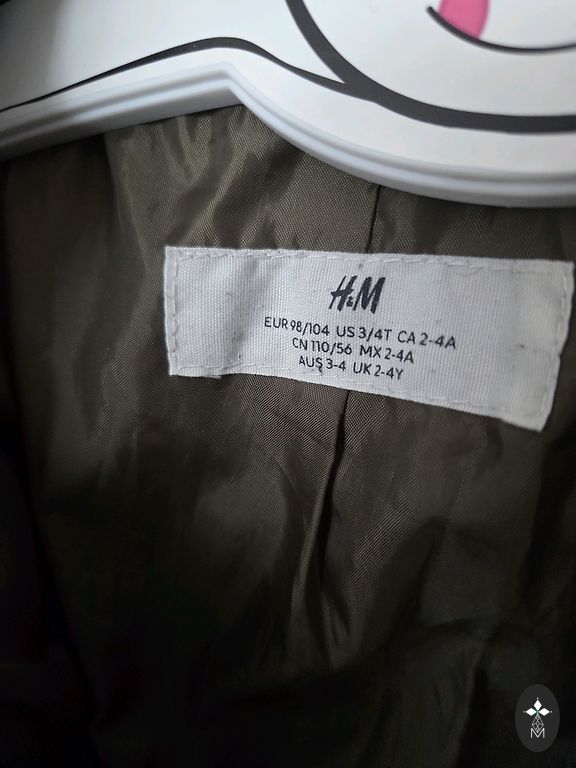 H&M
EUR 98/104 US 3/4T CA 2-4A
CN 110/56 MX 2-4A
AUS 3-4 UK 2-4Y
M